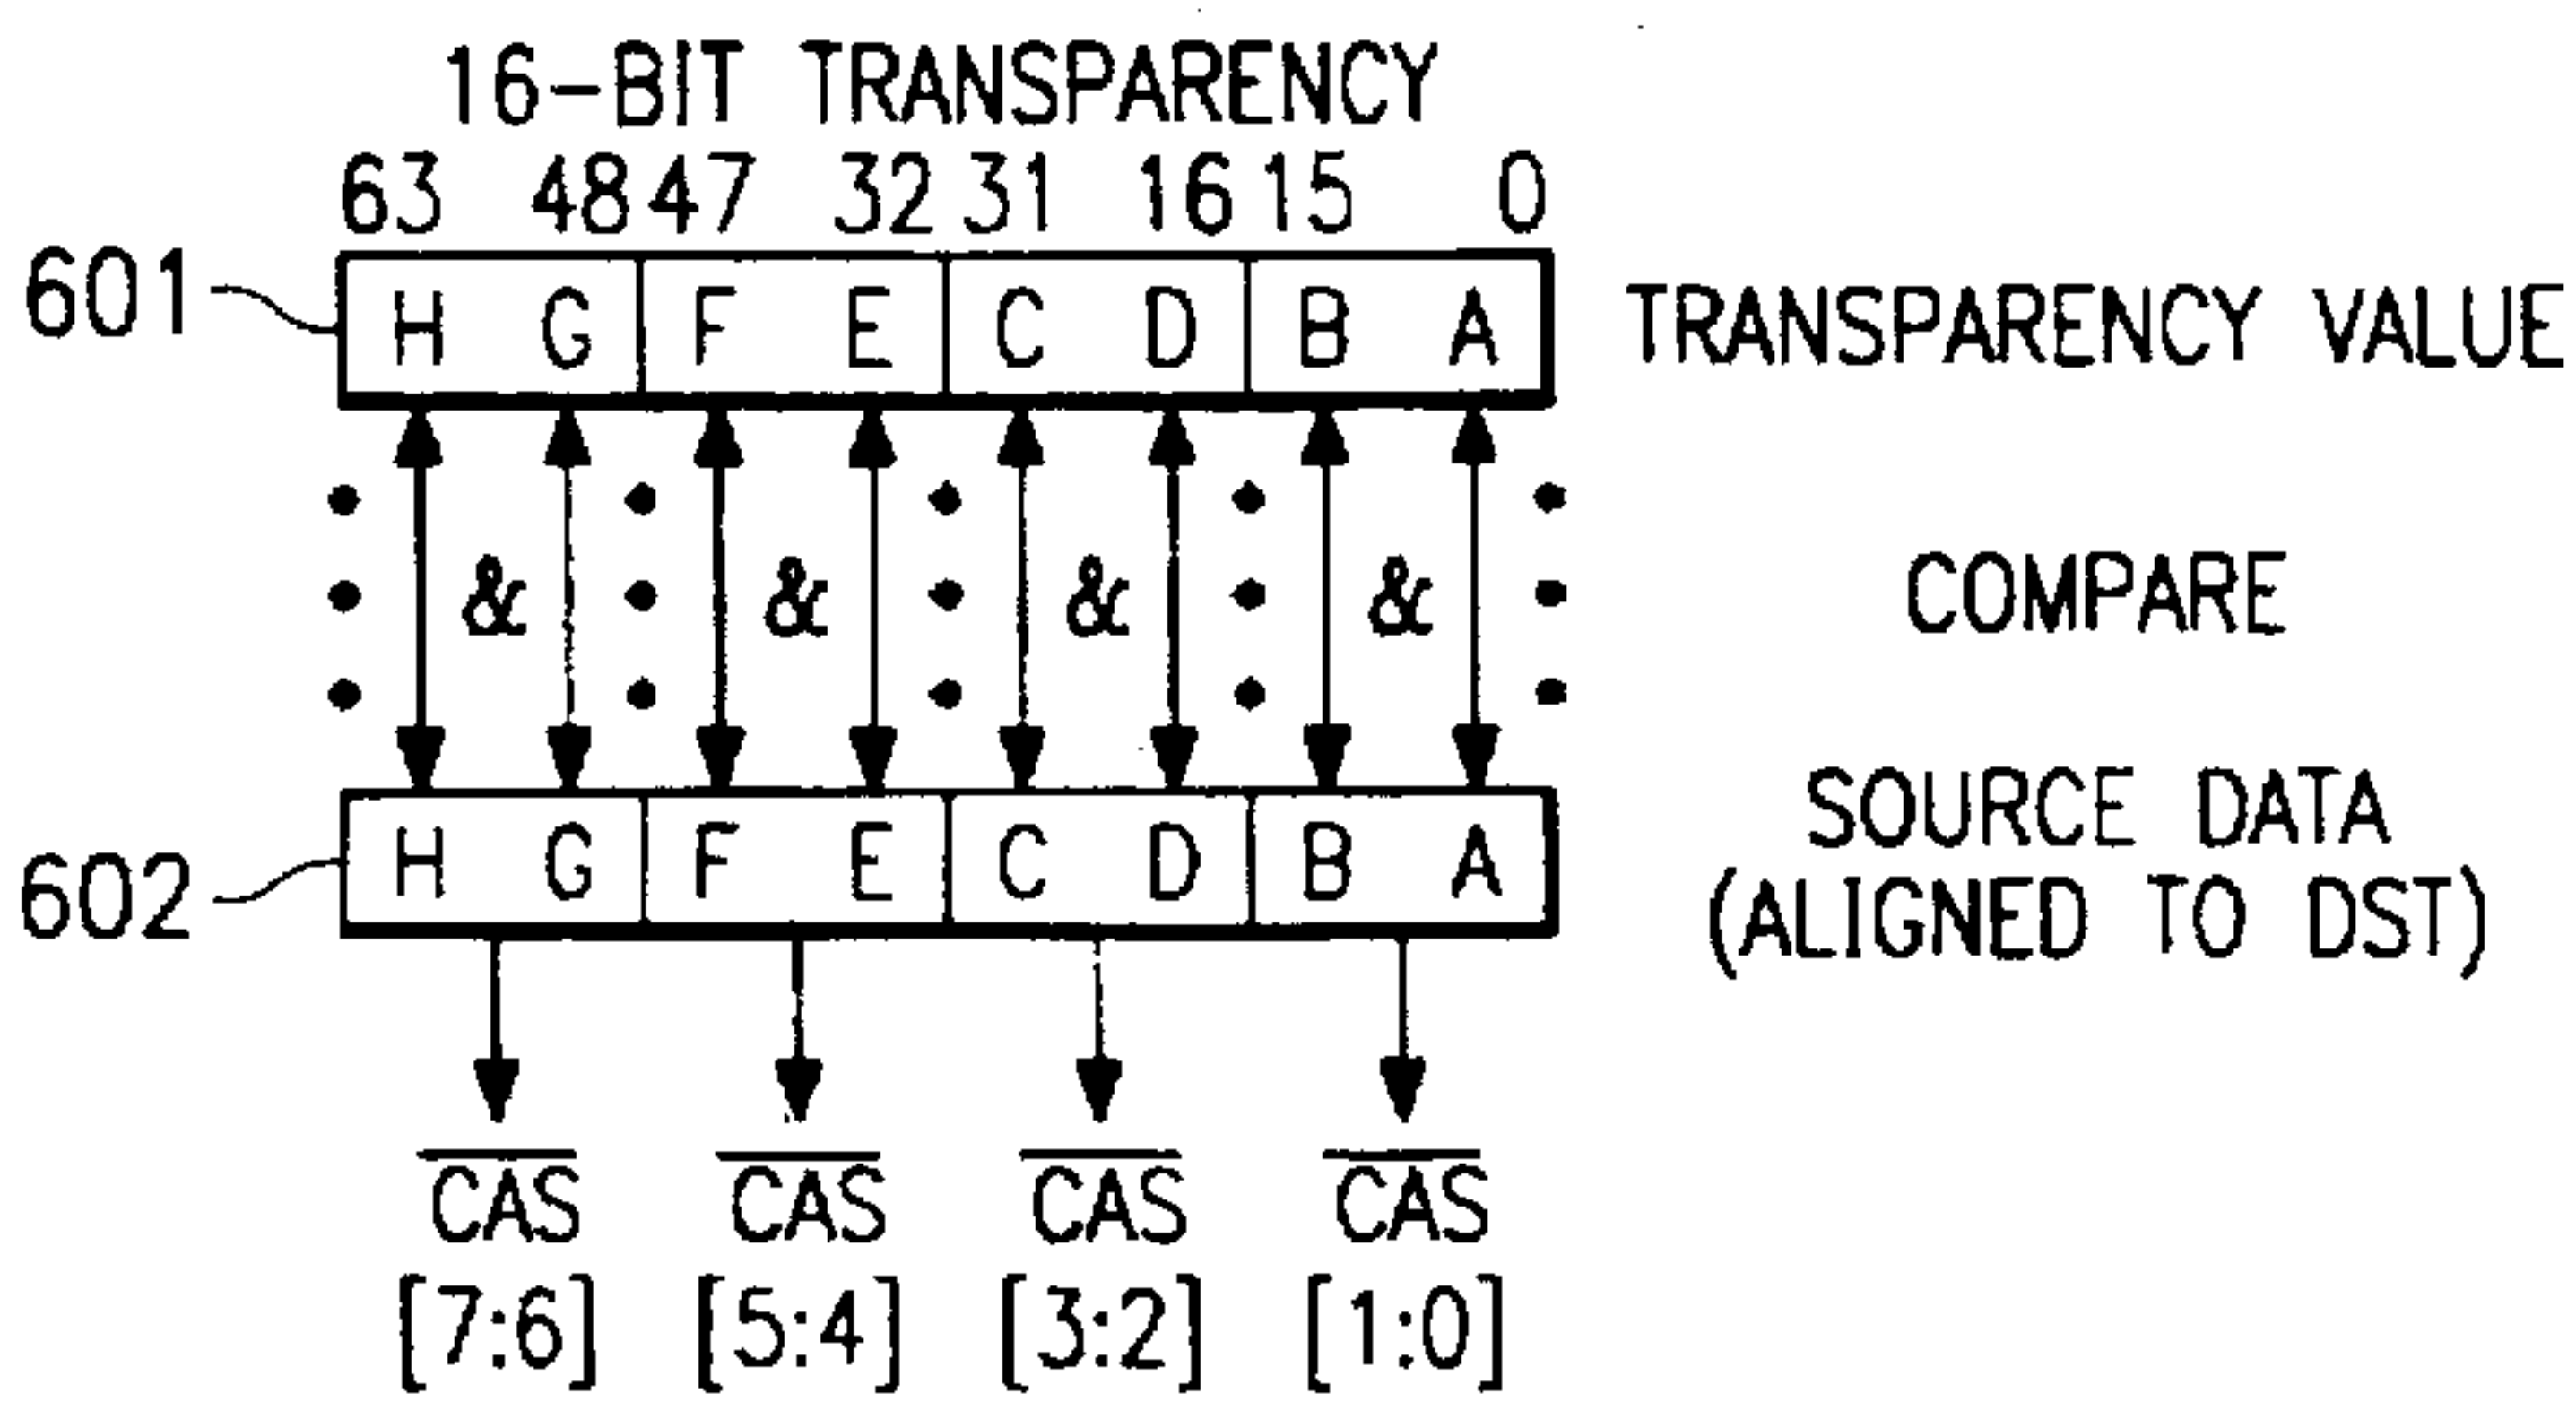 16-BIT TRANSPARENCY
63 48 47 32 31 16 15 0
601 H G F E C D B A TRANSPARENCY VALUE
& & & & COMPARE
602 H G F E C D B A SOURCE DATA
(ALIGNED TO DST)
CAS CAS CAS CAS
[7:6] [5:4] [3:2] [1:0]